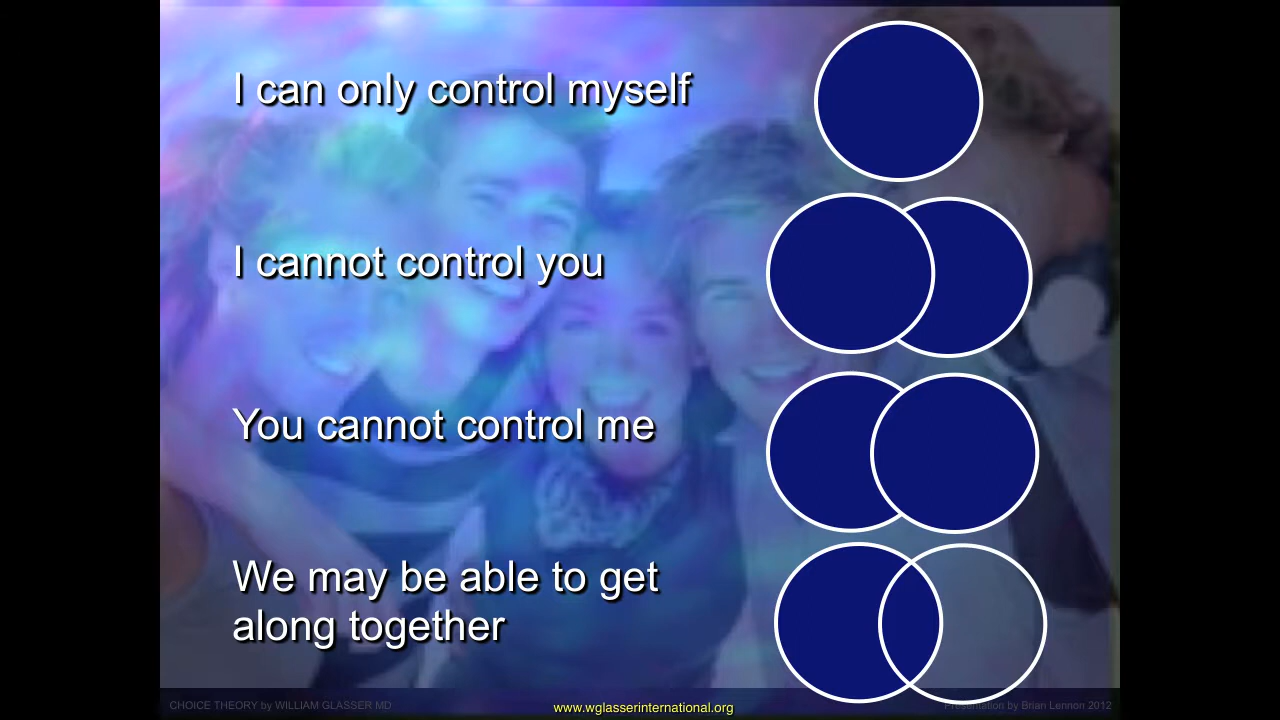 I can only control myself
I cannot control you
You cannot control me
We may be able to get
along together
CHOICE THEORY by WILLIAM GLASSER MD
www.wglasserinternational.org
Presentation by Brian Lennon 2012